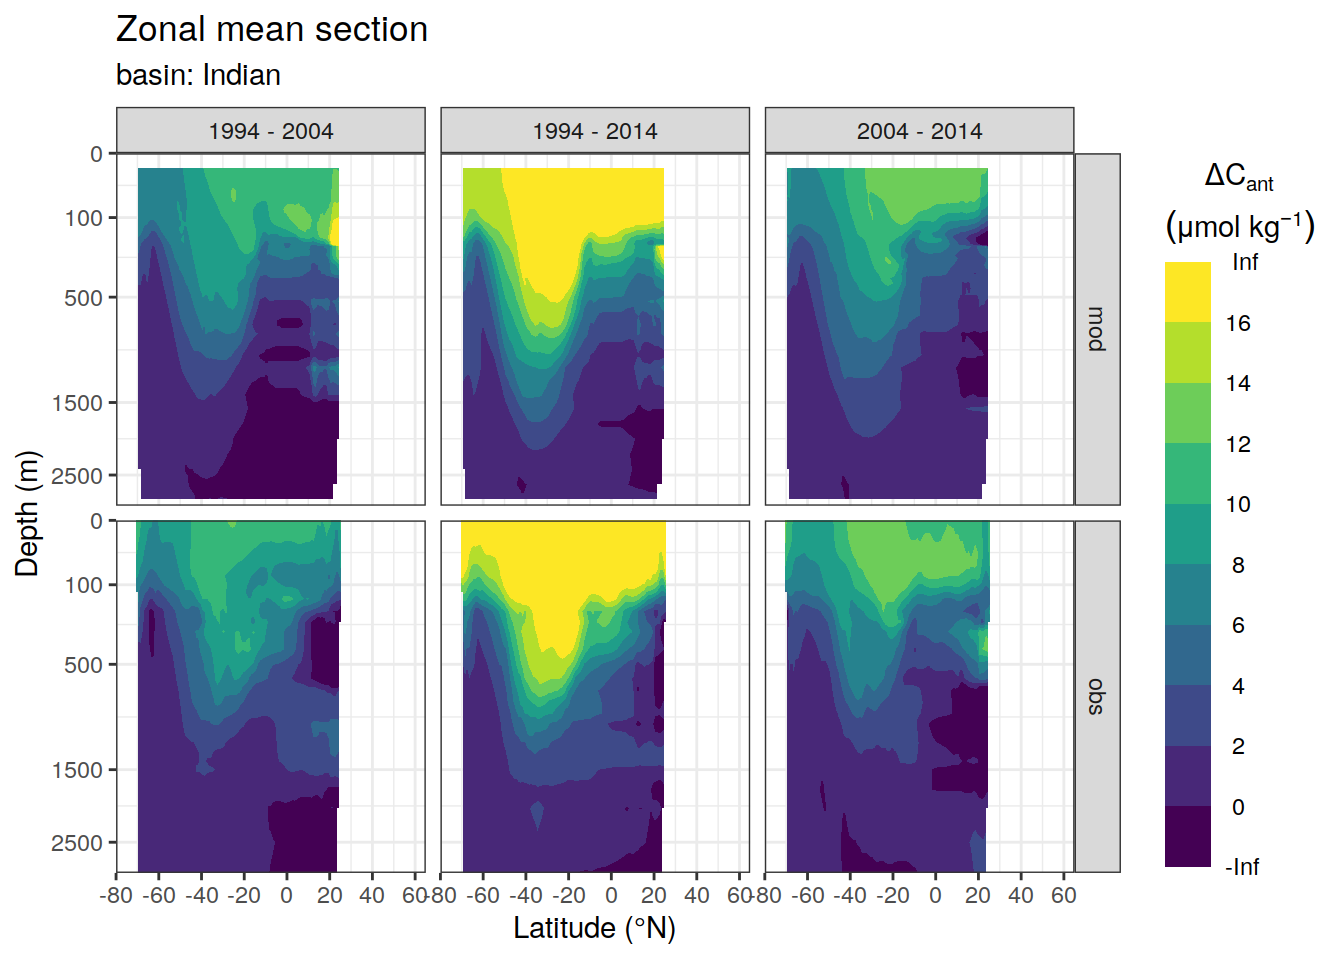 Zonal mean section
basin: Indian
1994 - 2004
1994 - 2014
2004 - 2014
0
100
500
1500
2500
mod
0
100
500
1500
2500
obs
Depth (m)
-80 -60 -40 -20 0 20 40 60
-80 -60 -40 -20 0 20 40 60
-80 -60 -40 -20 0 20 40 60
Latitude (°N)
ΔCant
(μmol kg⁻¹)
Inf
16
14
12
10
8
6
4
2
0
-Inf